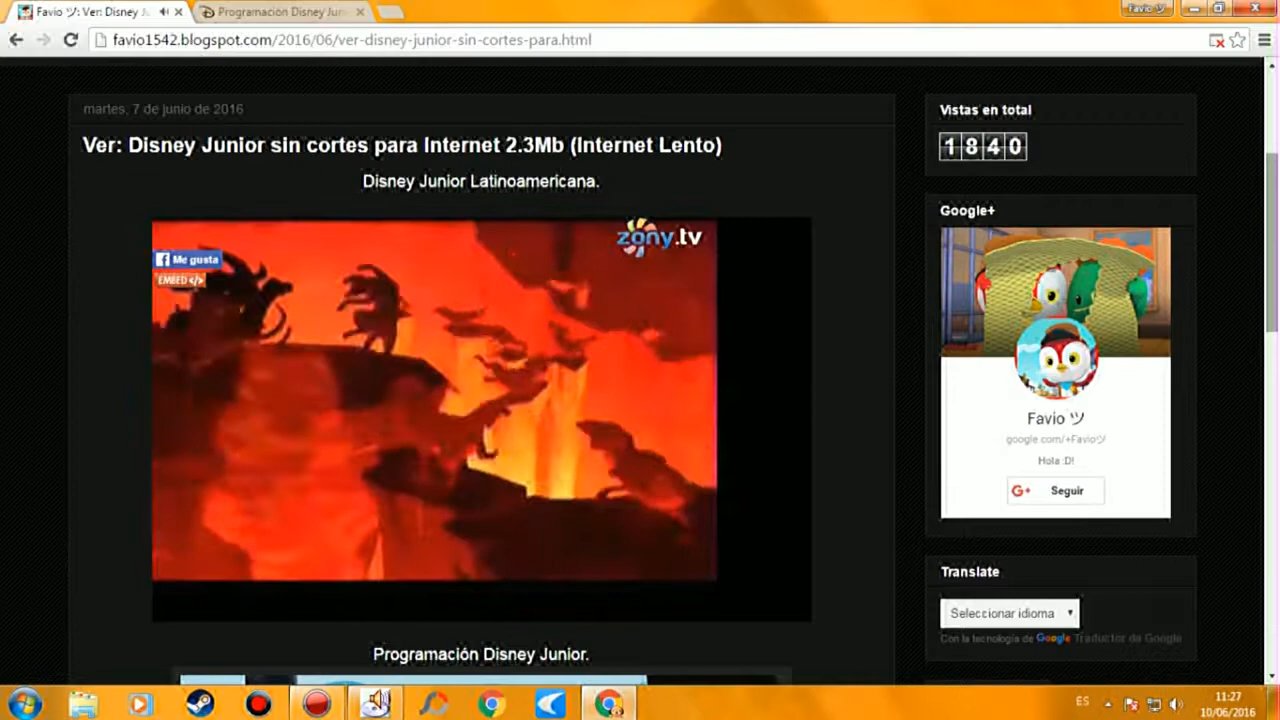 Favio ツ: Ver: Disney J
Programación Disney Jun
Favio ツ
favio1542.blogspot.com/2016/06/ver-disney-junior-sin-cortes-para.html
martes, 7 de junio de 2016
Ver: Disney Junior sin cortes para Internet 2.3Mb (Internet Lento)
Disney Junior Latinoamericana.
zony.tv
Me gusta
EMBED </>
Programación Disney Junior.
Vistas en total
1840
Google+
Favio ツ
google.com/+Favioツ
Hola :D!
G+ Seguir
Translate
Seleccionar idioma
Con la tecnología de Google Traductor de Google
ES
11:27
10/06/2016